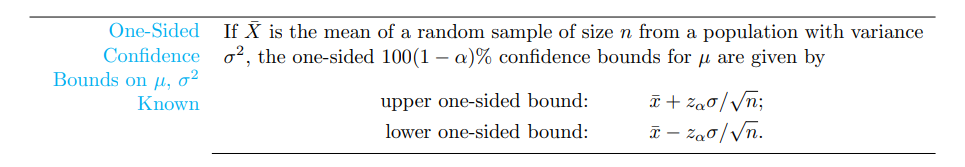 One-Sided
Confidence
Bounds on μ, σ²
Known
If X̄ is the mean of a random sample of size n from a population with variance
σ², the one-sided 100(1 − α)% confidence bounds for μ are given by
upper one-sided bound: x̄ + z_α σ/√n;
lower one-sided bound: x̄ − z_α σ/√n.